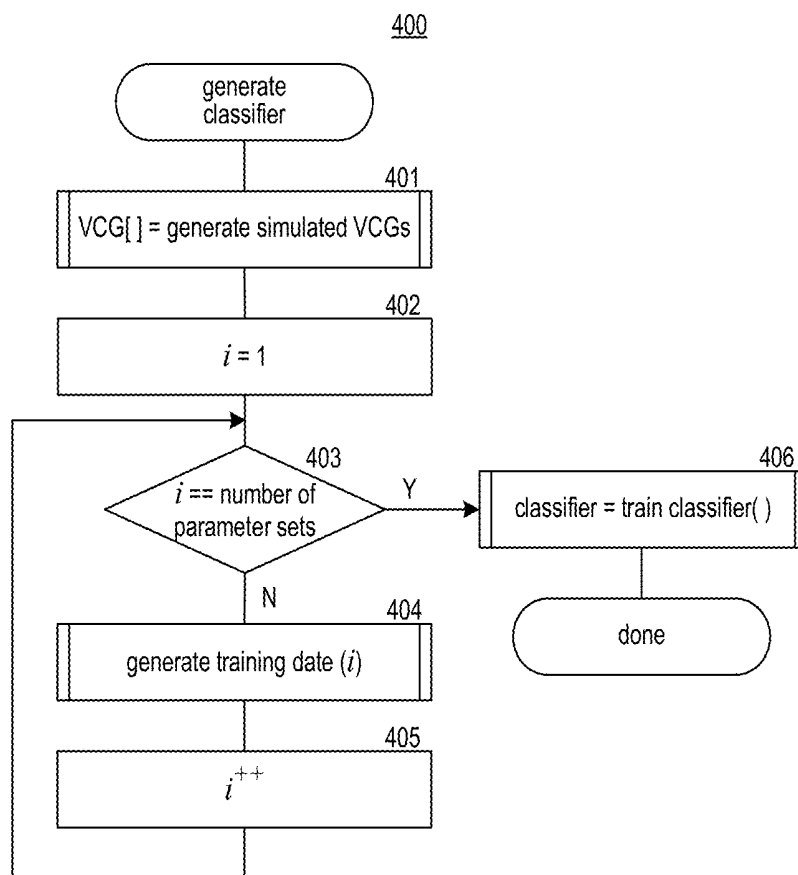 400
generate
classifier
401
VCG[ ] = generate simulated VCGs
402
i = 1
403
i == number of
parameter sets
Y
406
classifier = train classifier( )
N
404
generate training date (i)
done
405
i++